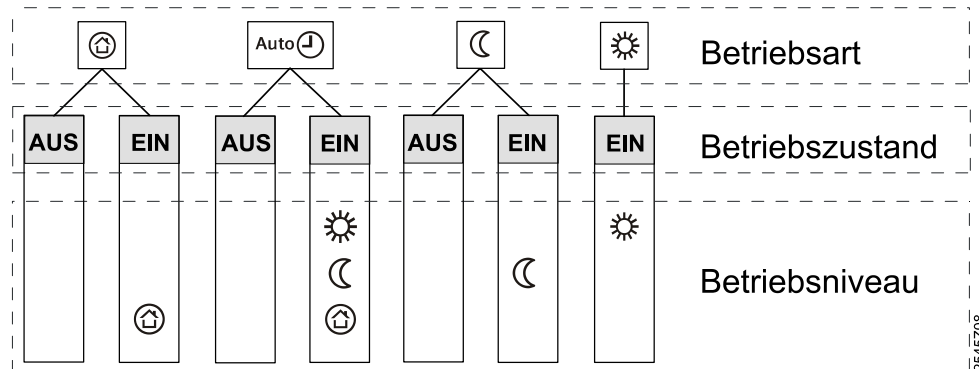 Auto
Betriebsart
AUS EIN AUS EIN AUS EIN EIN
Betriebszustand
Betriebsniveau